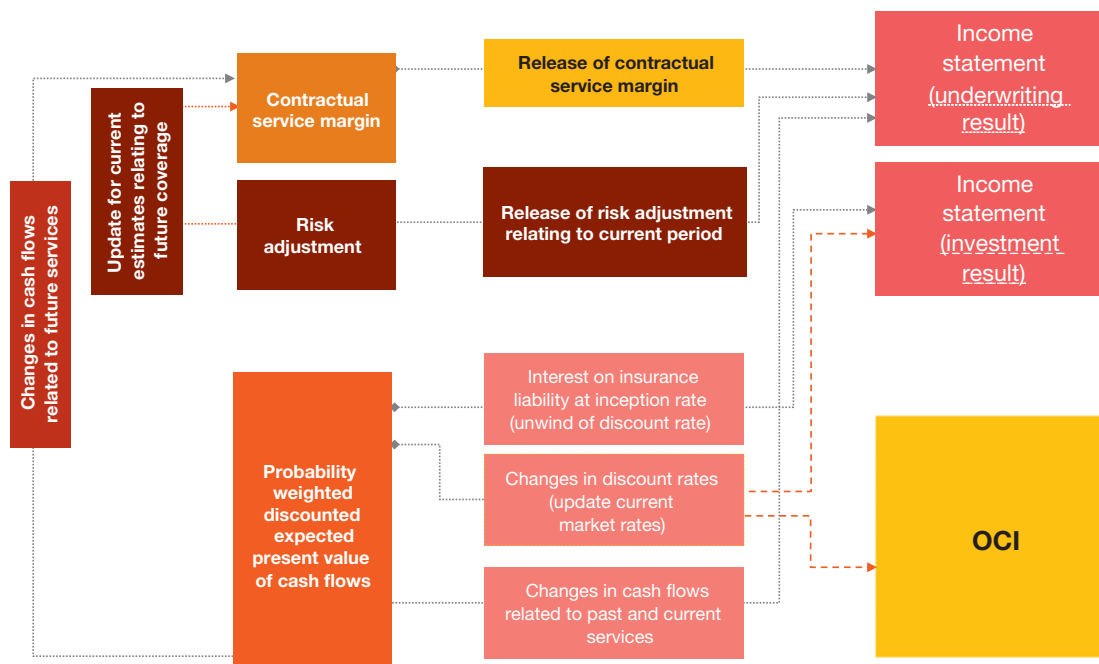 Changes in cash flows
related to future services
Update for current
estimates relating to
future coverage
Contractual
service margin
Release of contractual
service margin
Income
statement
(underwriting
result)
Risk
adjustment
Release of risk adjustment
relating to current period
Income
statement
(investment
result)
Probability
weighted
discounted
expected
present value
of cash flows
Interest on insurance
liability at inception rate
(unwind of discount rate)
Changes in discount rates
(update current
market rates)
Changes in cash flows
related to past and current
services
OCI